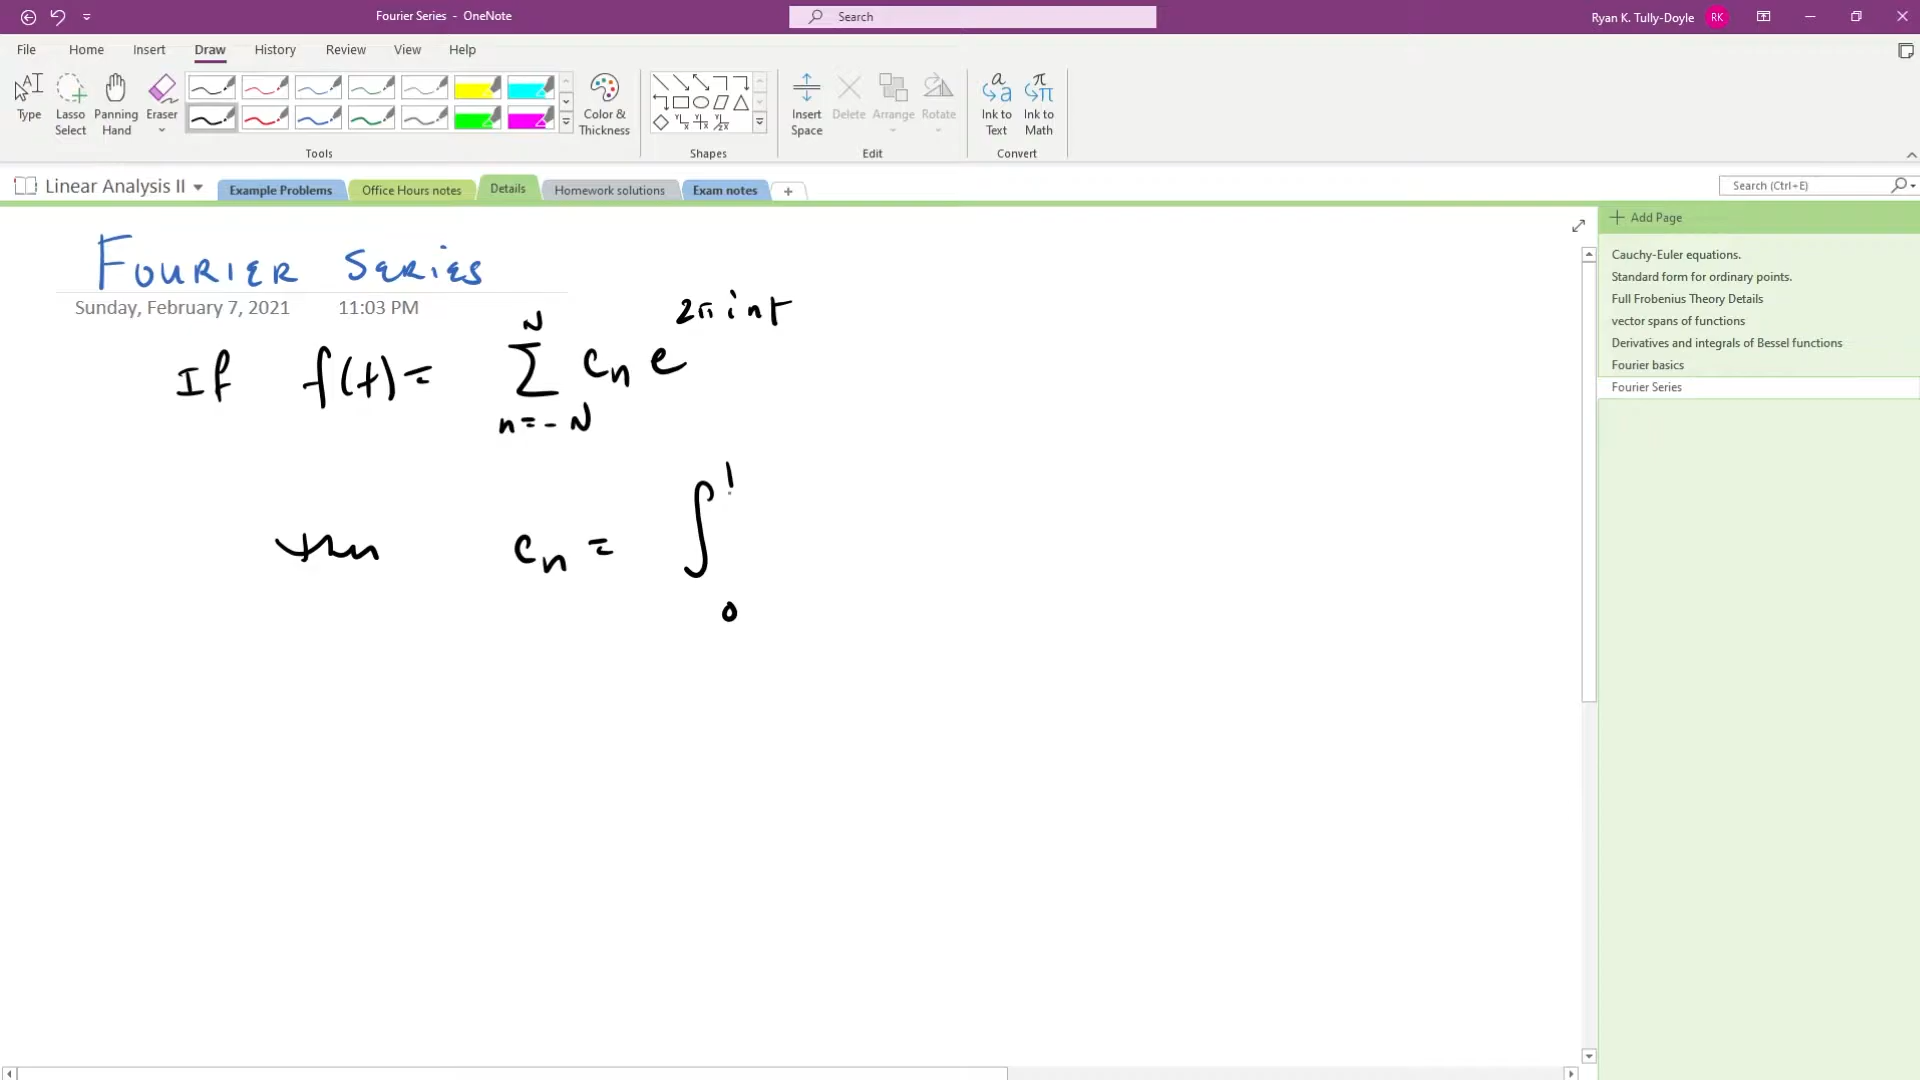 Fourier Series - OneNote
Search
Ryan K. Tully-Doyle
RK
File Home Insert Draw History Review View Help
Type
Lasso Select
Panning Hand
Eraser
Color & Thickness
Insert Space
Delete
Arrange
Rotate
Ink to Text
Ink to Math
Tools
Shapes
Edit
Convert
Linear Analysis II
Example Problems
Office Hours notes
Details
Homework solutions
Exam notes
Search (Ctrl+E)
Add Page
Cauchy-Euler equations.
Standard form for ordinary points.
Full Frobenius Theory Details
vector spans of functions
Derivatives and integrals of Bessel functions
Fourier basics
Fourier Series
FOURIER SERIES
Sunday, February 7, 2021 11:03 PM
If f(t) = ∑_{n=-N}^{N} c_n e^{2πint}
then c_n = ∫_0^1